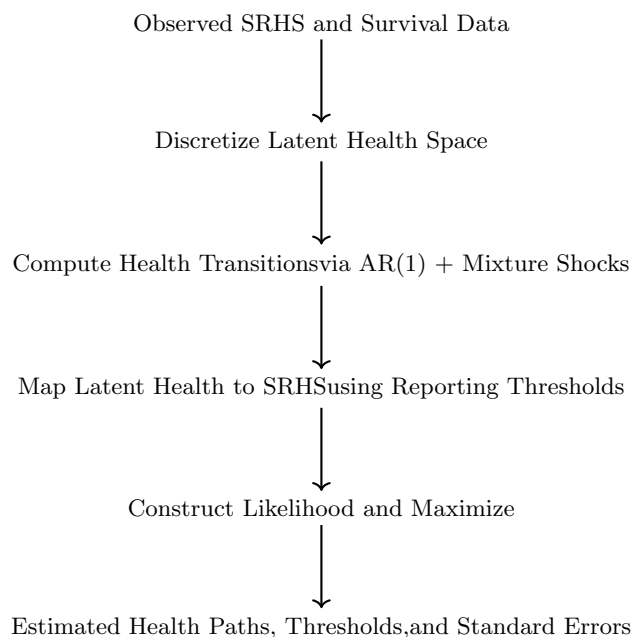 Observed SRHS and Survival Data
Discretize Latent Health Space
Compute Health Transitionsvia AR(1) + Mixture Shocks
Map Latent Health to SRHSusing Reporting Thresholds
Construct Likelihood and Maximize
Estimated Health Paths, Thresholds,and Standard Errors